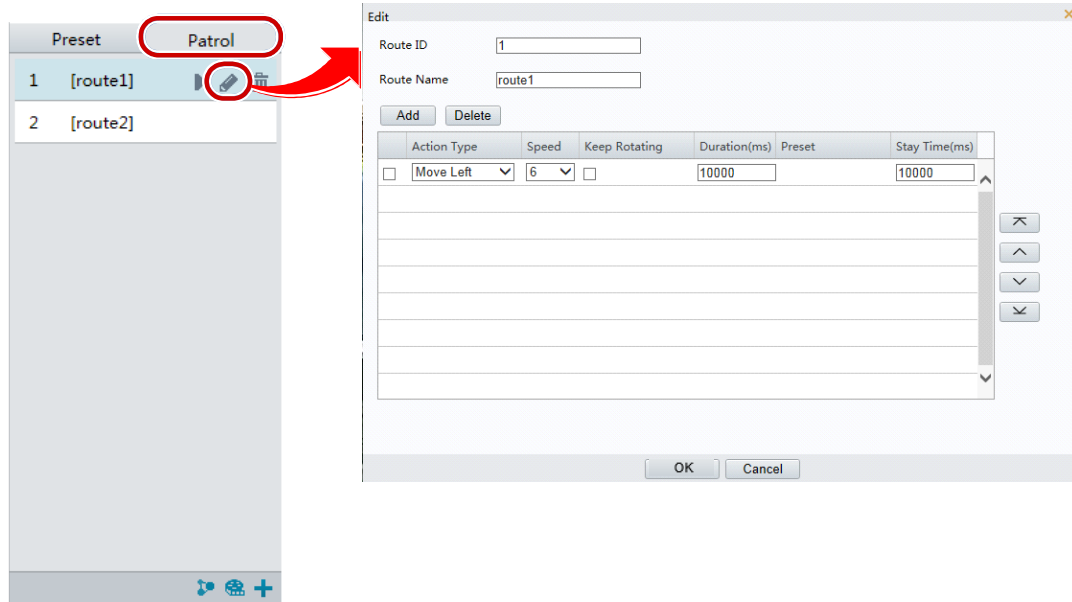 Preset Patrol
1 [route1]
2 [route2]
Edit
Route ID 1
Route Name route1
Add Delete
Action Type Speed Keep Rotating Duration(ms) Preset Stay Time(ms)
Move Left 6 10000 10000
OK Cancel